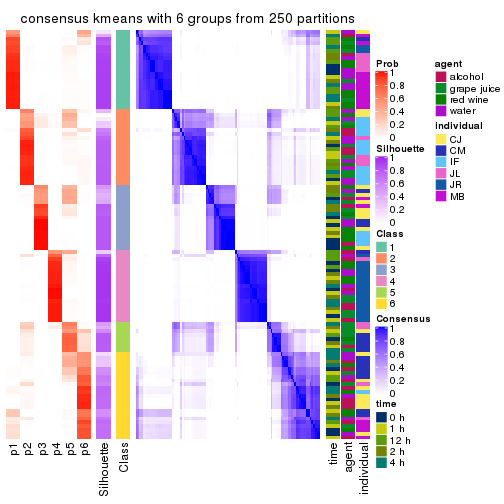 consensus kmeans with 6 groups from 250 partitions
Prob
1
0.8
0.6
0.4
0.2
0
Silhouette
1
0.8
0.6
0.4
0.2
0
Class
1
2
3
4
5
6
Consensus
1
0.8
0.6
0.4
0.2
0
time
0 h
1 h
12 h
2 h
4 h
agent
alcohol
grape juice
red wine
water
Individual
CJ
CM
IF
JL
JR
MB
p1
p2
p3
p4
p5
p6
Silhouette
Class
time
agent
individual